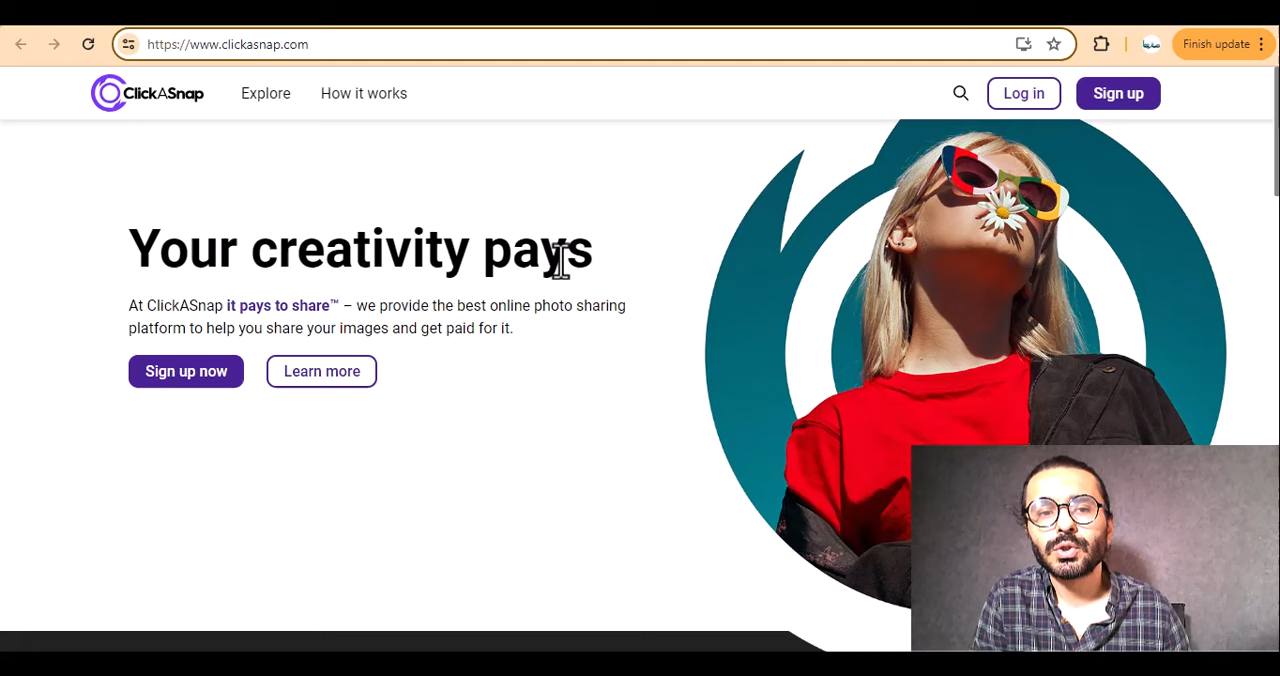 https://www.clickasnap.com
Finish update
ClickASnap
Explore
How it works
Log in
Sign up
Your creativity pays
At ClickASnap it pays to share™ – we provide the best online photo sharing
platform to help you share your images and get paid for it.
Sign up now
Learn more